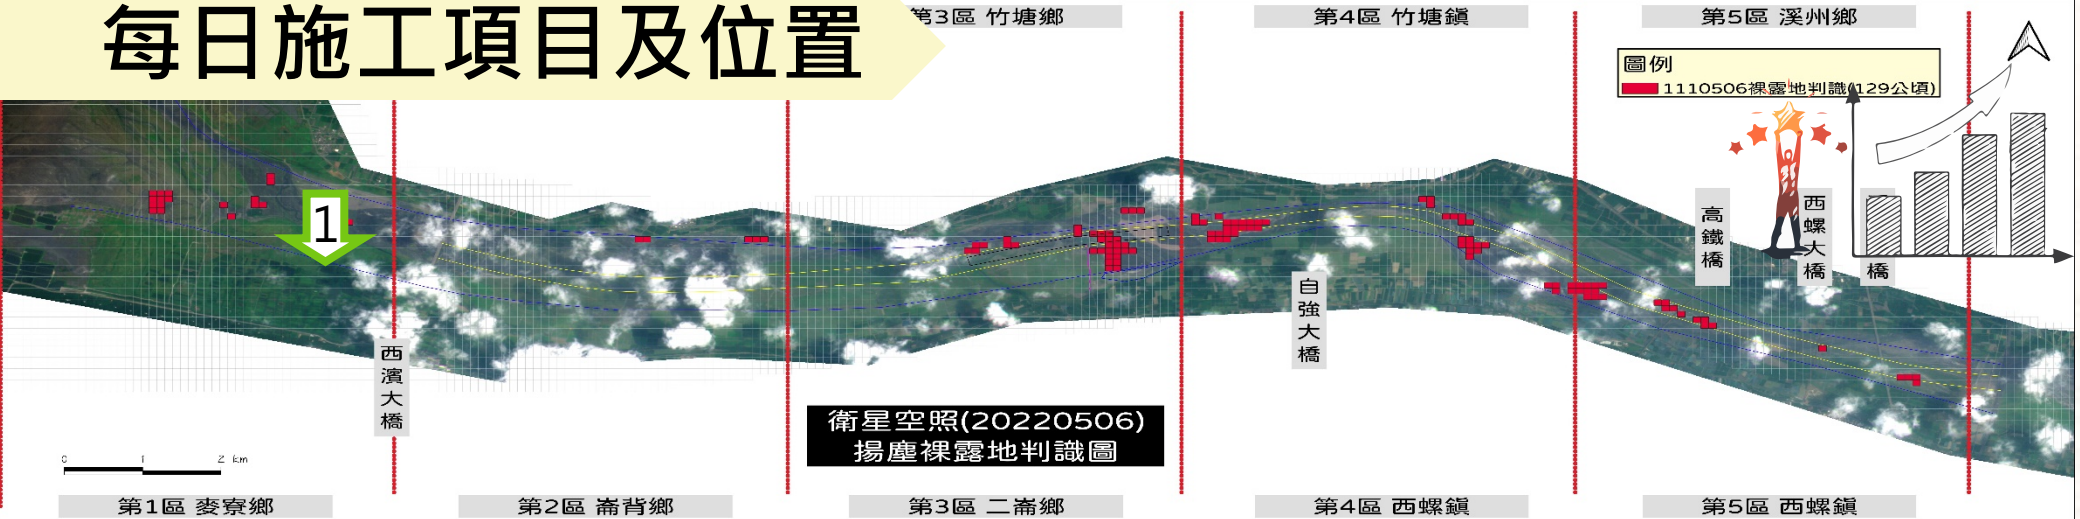 每日施工項目及位置
第3區 竹塘鄉
第4區 竹塘鎮
第5區 溪州鄉
圖例
1110506裸露地判識(129公頃)
1
高鐵橋
西螺大橋
橋
自強大橋
西濱大橋
衛星空照(20220506)
揚塵裸露地判識圖
0 1 2 km
第1區 麥寮鄉
第2區 崙背鄉
第3區 二崙鄉
第4區 西螺鎮
第5區 西螺鎮